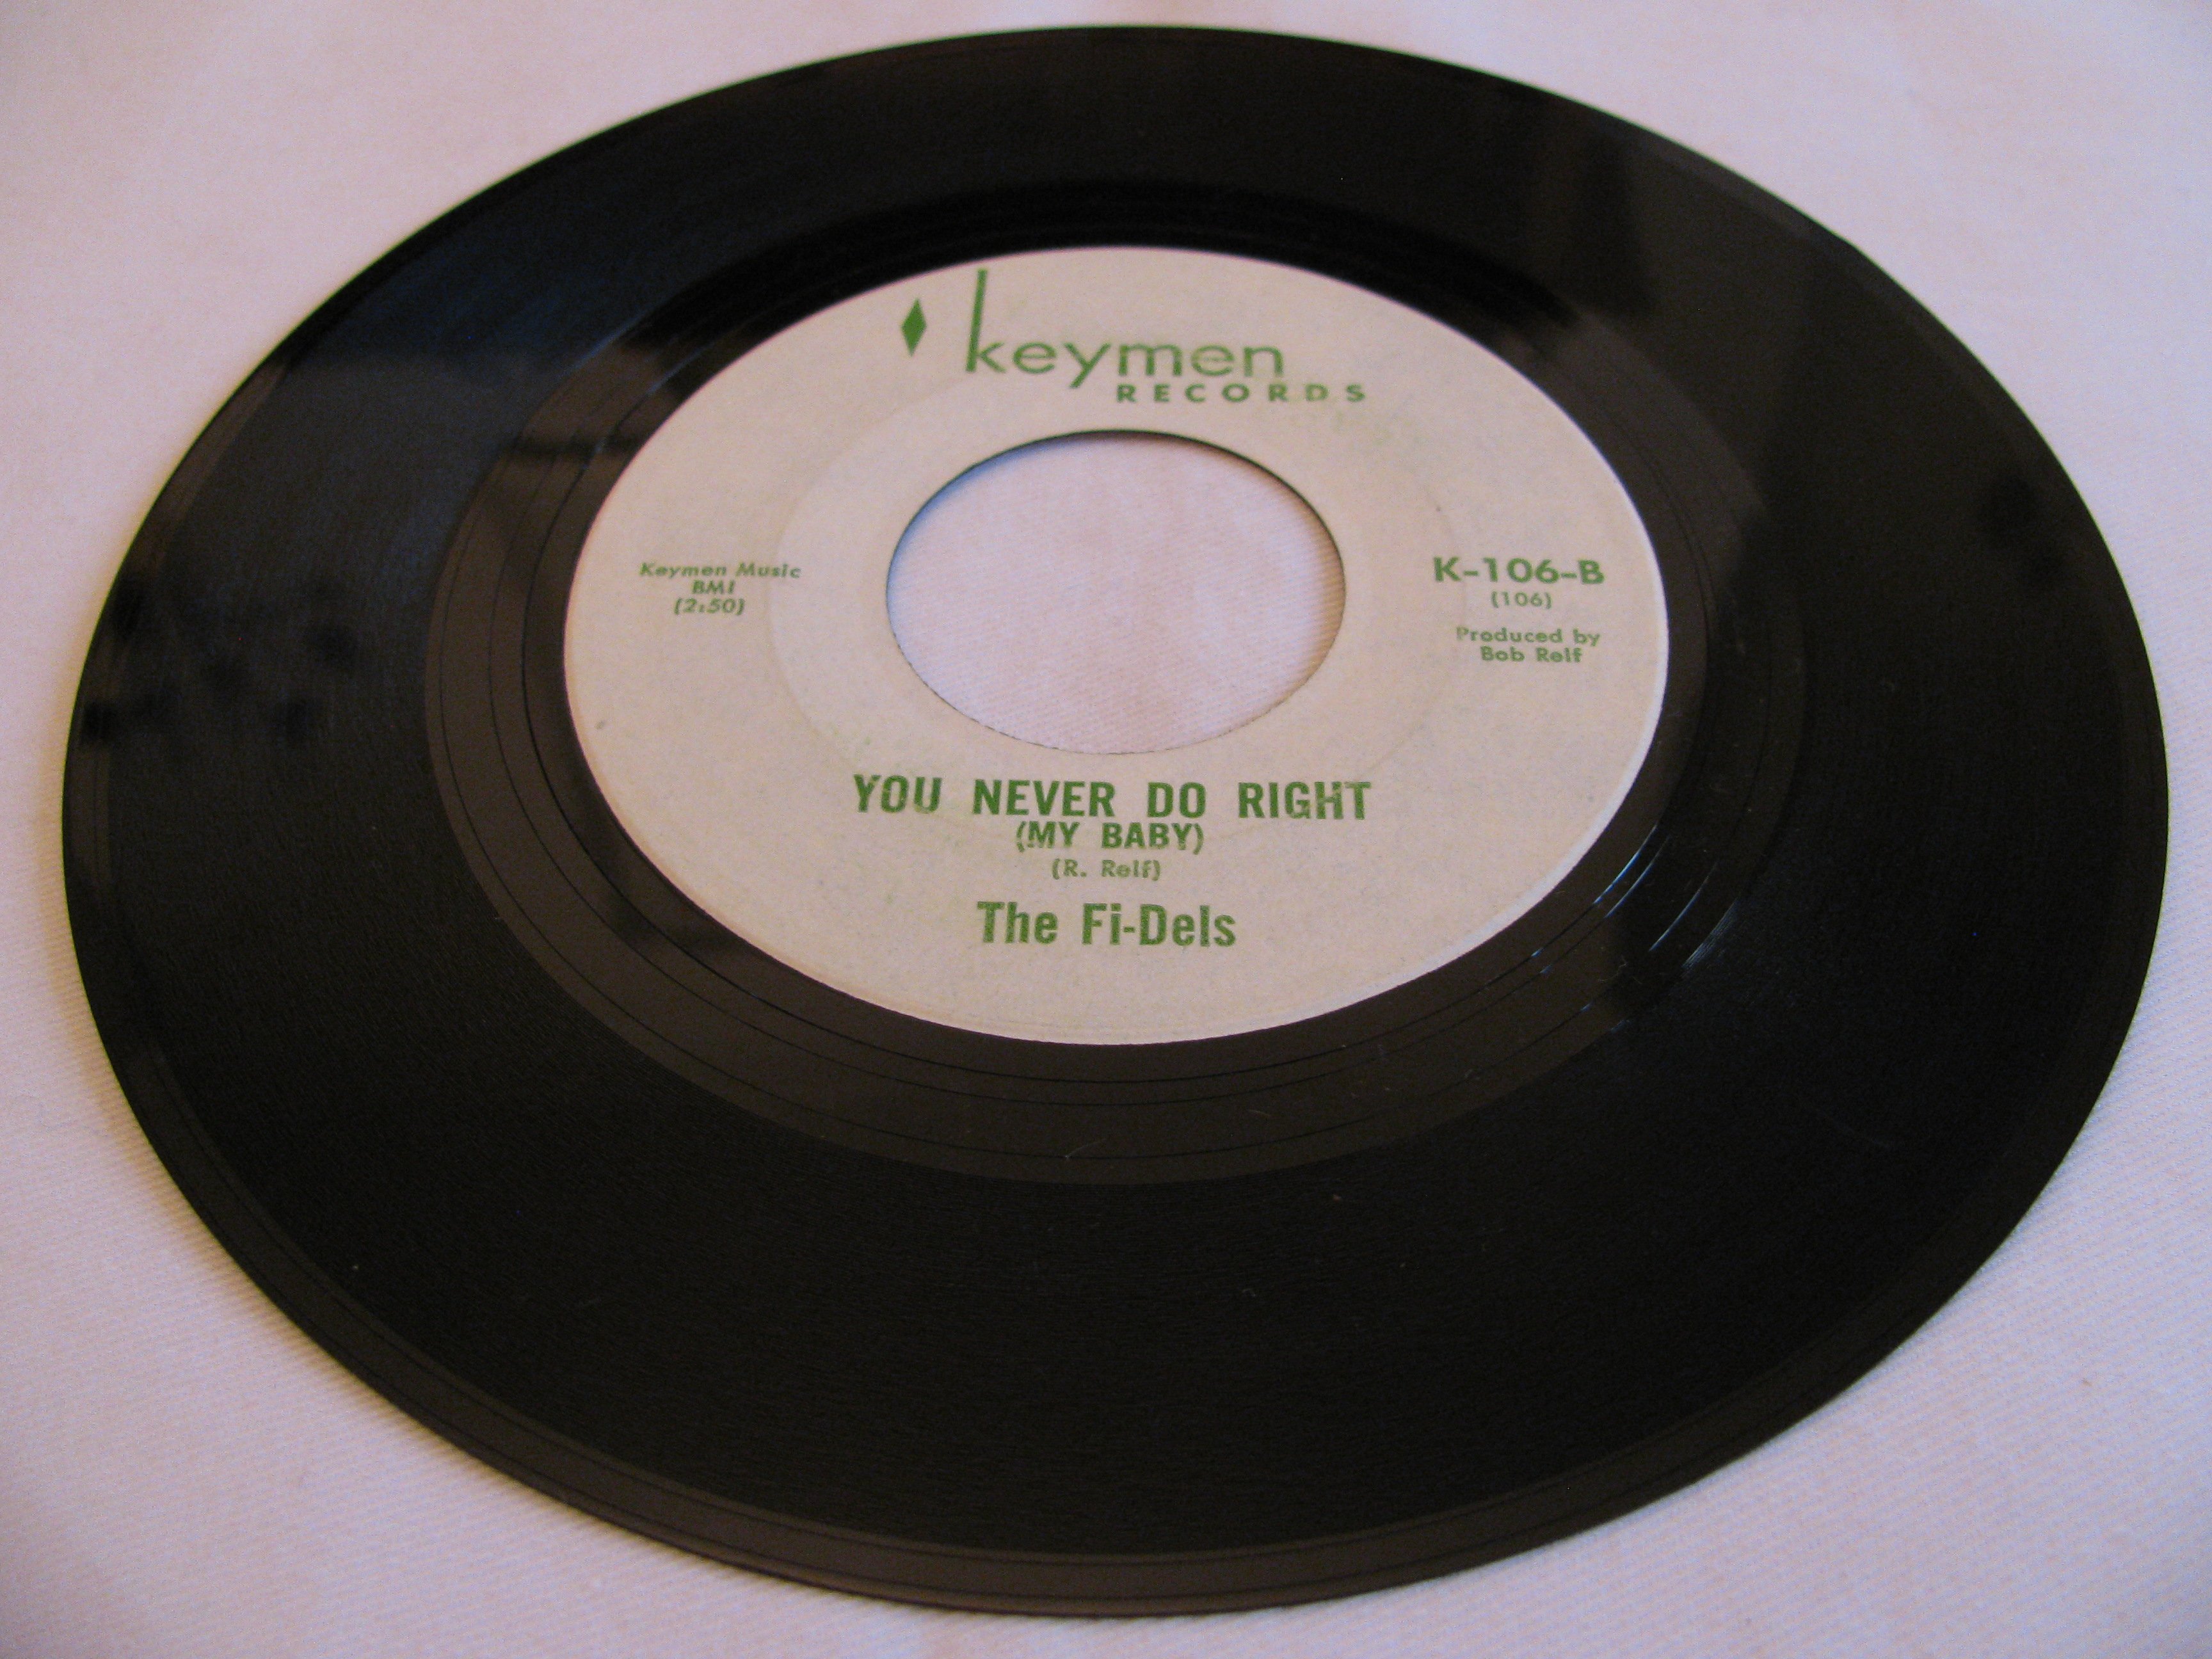 keymen
RECORDS
Keymen Music
BMI
(2:50)
K-106-B
(106)
Produced by
Bob Relf
YOU NEVER DO RIGHT
(MY BABY)
(R. Relf)
The Fi-Dels